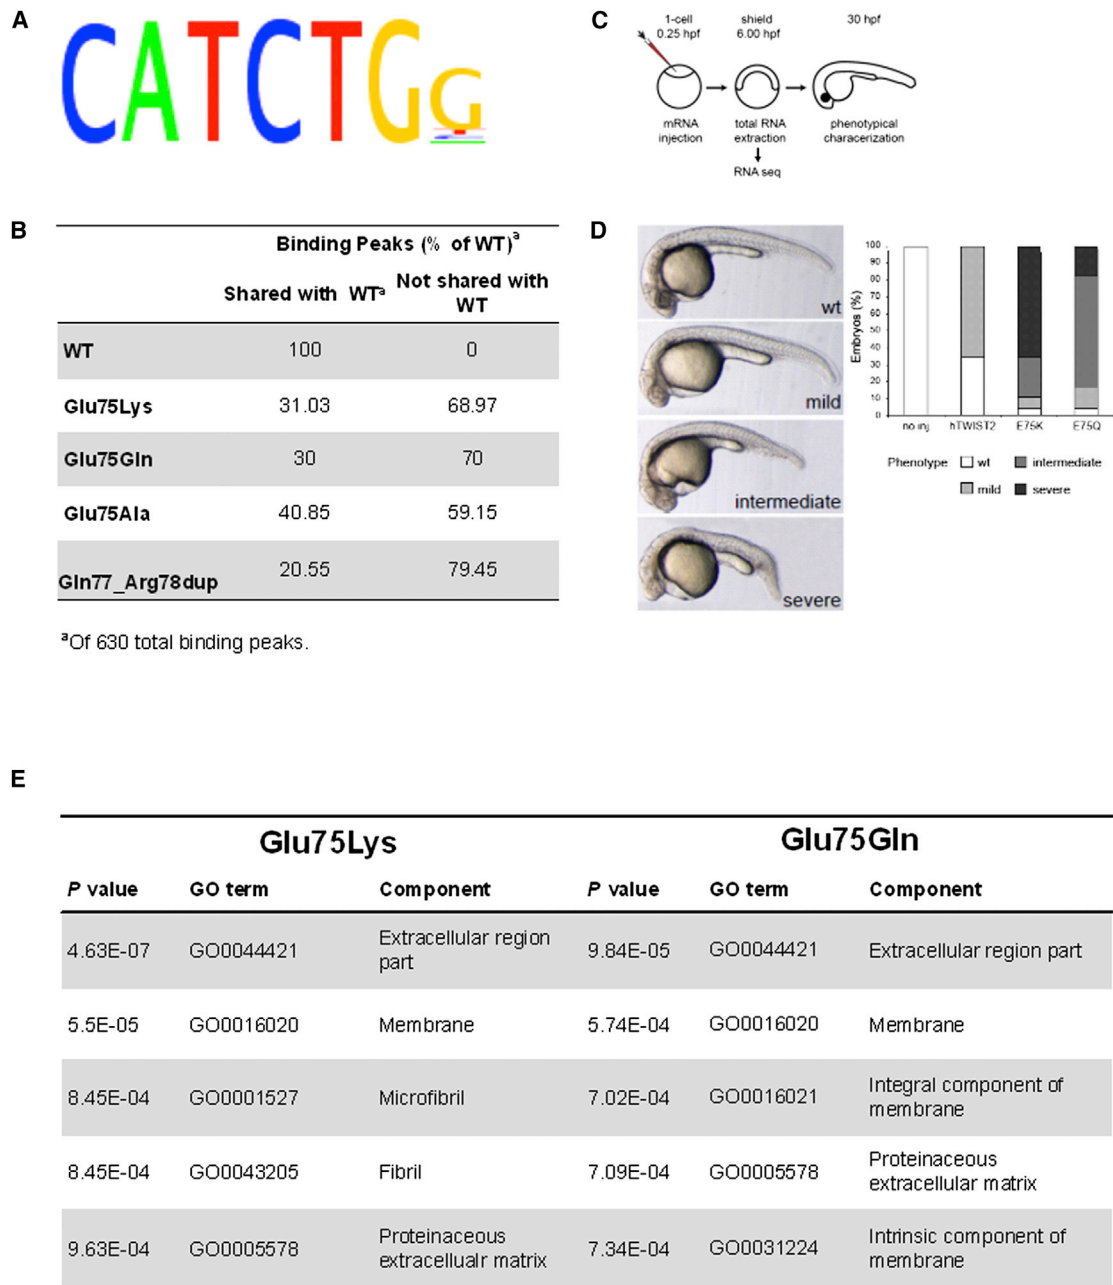 A
CATCTGG
B
Binding Peaks (% of WT)a
Shared with WTa
Not shared with
WT
WT 100 0
Glu75Lys 31.03 68.97
Glu75Gln 30 70
Glu75Ala 40.85 59.15
Gln77_Arg78dup 20.55 79.45
aOf 630 total binding peaks.
C
1-cell
0.25 hpf
shield
6.00 hpf
30 hpf
mRNA
injection
total RNA
extraction
phenotypical
characerization
RNA seq
D
wt
mild
intermediate
severe
Embryos (%)
100
90
80
70
60
50
40
30
20
10
0
no inj. hTWIST2 E75K E75Q
Phenotype wt intermediate
mild severe
E
Glu75Lys Glu75Gln
P value GO term Component P value GO term Component
4.63E-07 GO0044421 Extracellular region
part
9.84E-05 GO0044421 Extracellular region part
5.5E-05 GO0016020 Membrane 5.74E-04 GO0016020 Membrane
8.45E-04 GO0001527 Microfibril 7.02E-04 GO0016021 Integral component of
membrane
8.45E-04 GO0043205 Fibril 7.09E-04 GO0005578 Proteinaceous
extracellular matrix
9.63E-04 GO0005578 Proteinaceous
extracellualr matrix
7.34E-04 GO0031224 Intrinsic component of
membrane